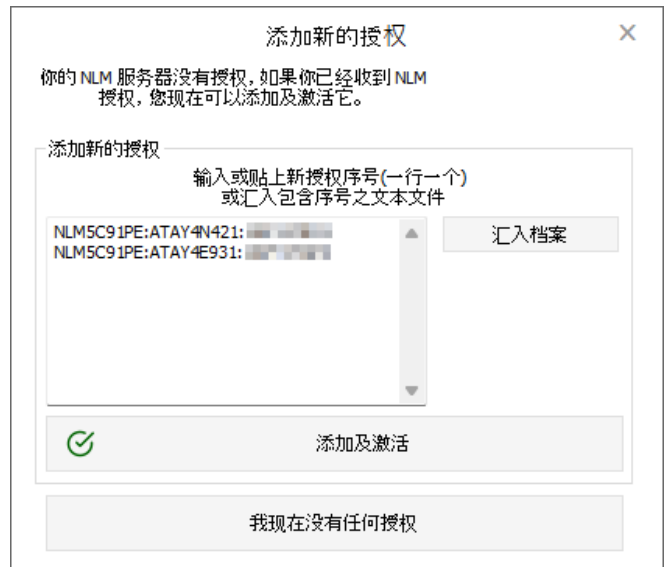 添加新的授权
你的 NLM 服务器没有授权，如果你已经收到 NLM
授权，您现在可以添加及激活它。
添加新的授权
输入或贴上新授权序号(一行一个)
或汇入包含序号之文本文件
NLM5C91PE:ATAY4N421:
NLM5C91PE:ATAY4E931:
汇入档案
添加及激活
我现在没有任何授权